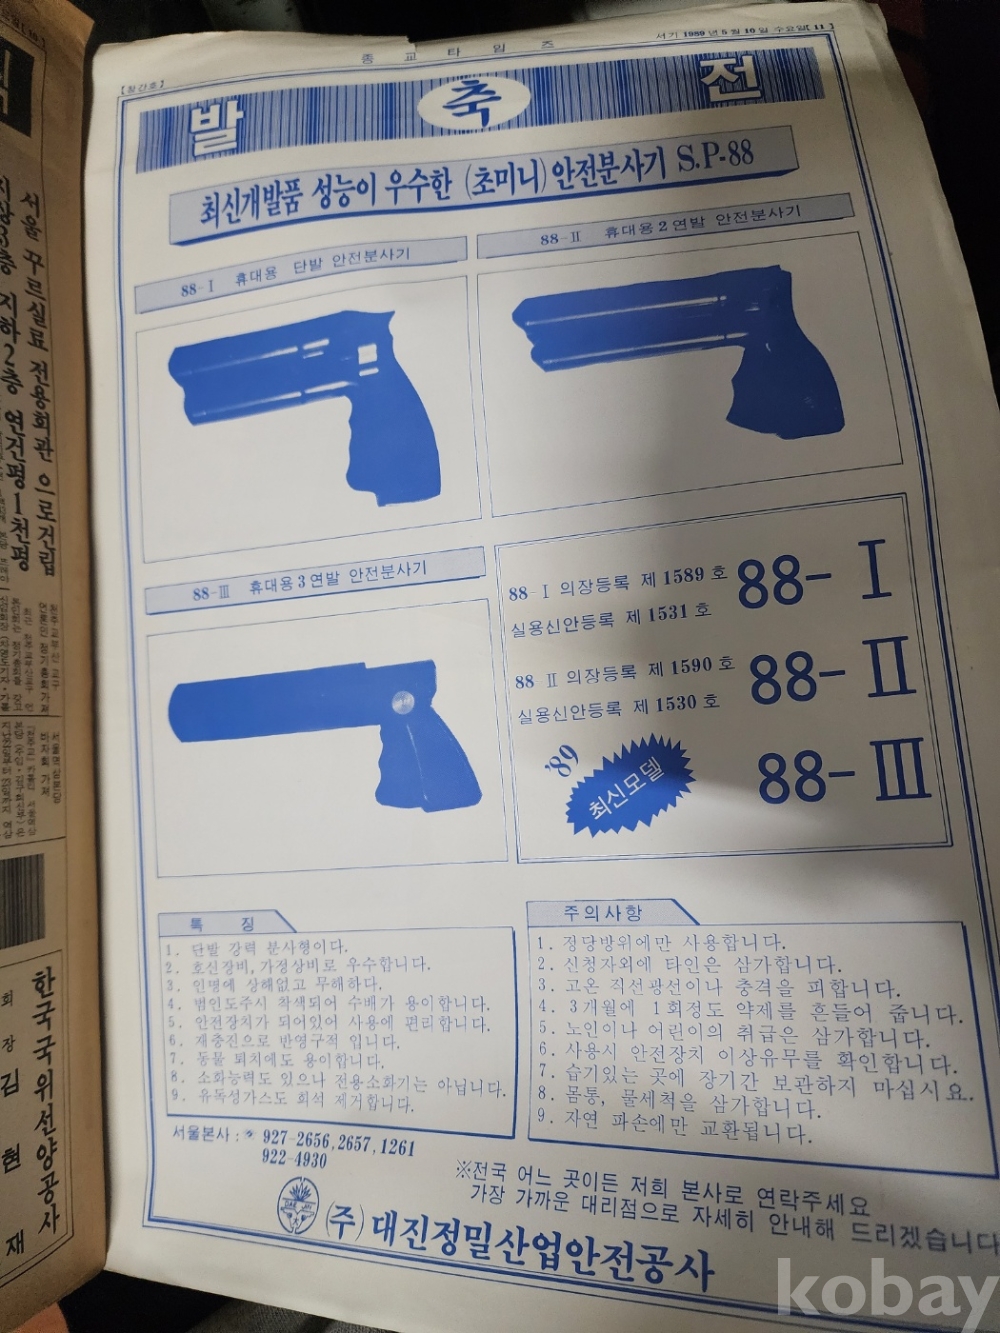 종교타임즈
서기 1989년 5월 10일 수요일 [11]
[창간호]
발 축 전
최신개발품 성능이 우수한 (초미니) 안전분사기 S.P-88
88-I 휴대용 단발 안전분사기
88-II 휴대용 2연발 안전분사기
88-III 휴대용 3연발 안전분사기
88-I 의장등록 제 1589 호
실용신안등록 제 1531 호
88-I
88 II 의장등록 제 1590 호
실용신안등록 제 1530 호
88-II
'89
최신모델
88-III
특 징
1. 단발 강력 분사형이다.
2. 호신장비, 가정상비로 우수합니다.
3. 인명에 상해없고 무해하다.
4. 범인도주시 착색되어 수배가 용이합니다.
5. 안전장치가 되어있어 사용에 편리합니다.
6. 재충진으로 반영구적 입니다.
7. 동물 퇴치에도 용이합니다.
8. 소화능력도 있으나 전용소화기는 아닙니다.
9. 유독성가스도 희석 제거합니다.
주의사항
1. 정당방위에만 사용합니다.
2. 신청자외에 타인은 삼가합니다.
3. 고온 직선광선이나 충격을 피합니다.
4. 3개월에 1회정도 약제를 흔들어 줍니다.
5. 노인이나 어린이의 취급은 삼가합니다.
6. 사용시 안전장치 이상유무를 확인합니다.
7. 습기있는 곳에 장기간 보관하지 마십시요.
8. 몸통, 물세척을 삼가합니다.
9. 자연 파손에만 교환됩니다.
서울본사 : ☏ 927-2656, 2657, 1261
922-4930
※전국 어느 곳이든 저희 본사로 연락주세요
가장 가까운 대리점으로 자세히 안내해 드리겠습니다
(주) 대진정밀산업안전공사
서울 꾸르실료 전용회관 으로건립
지상3층 지하2층 연건평1천평
한국국위선양공사
회장 김현재
kobay